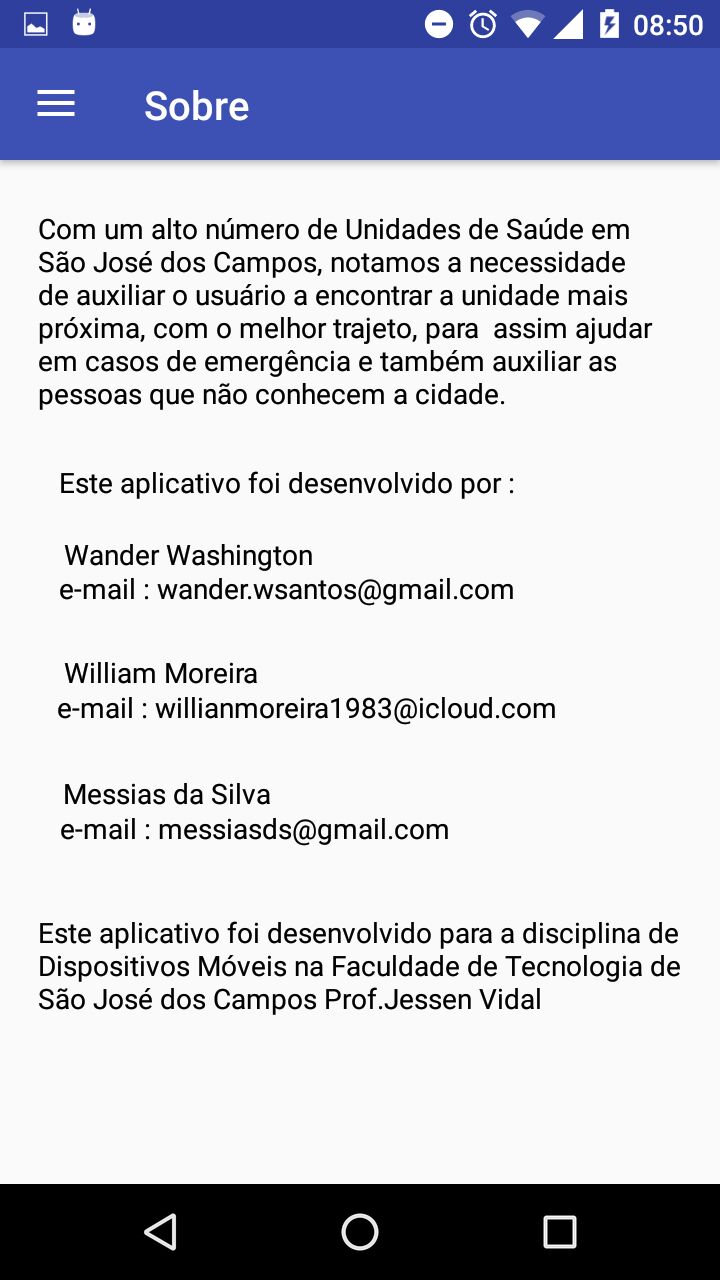 08:50
Sobre
Com um alto número de Unidades de Saúde em
São José dos Campos, notamos a necessidade
de auxiliar o usuário a encontrar a unidade mais
próxima, com o melhor trajeto, para  assim ajudar
em casos de emergência e também auxiliar as
pessoas que não conhecem a cidade.
Este aplicativo foi desenvolvido por :
Wander Washington
e-mail : wander.wsantos@gmail.com
William Moreira
e-mail : willianmoreira1983@icloud.com
Messias da Silva
e-mail : messiasds@gmail.com
Este aplicativo foi desenvolvido para a disciplina de
Dispositivos Móveis na Faculdade de Tecnologia de
São José dos Campos Prof.Jessen Vidal